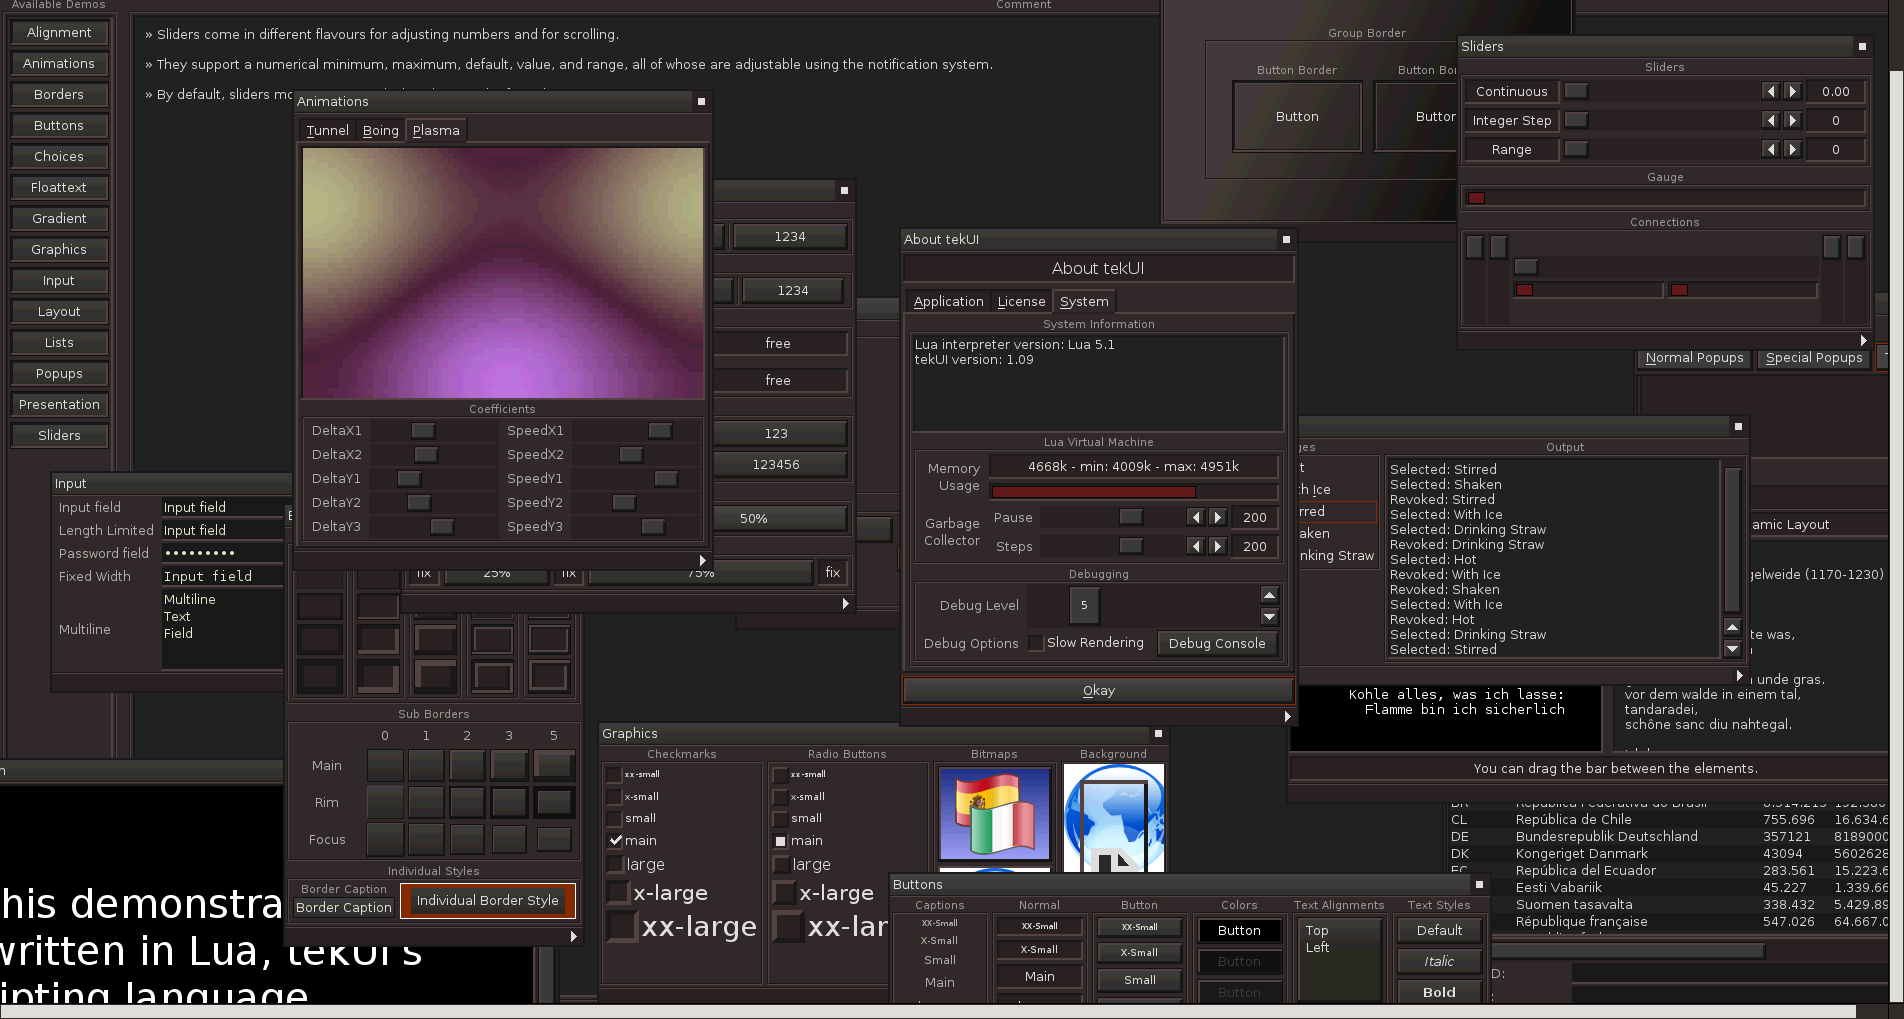 Available Demos
Alignment
Animations
Borders
Buttons
Choices
Floattext
Gradient
Graphics
Input
Layout
Lists
Popups
Presentation
Sliders
Comment
» Sliders come in different flavours for adjusting numbers and for scrolling.
» They support a numerical minimum, maximum, default, value, and range, all of whose are adjustable using the notification system.
» By default, sliders mo
Animations
Tunnel Boing Plasma
Coefficients
DeltaX1 SpeedX1
DeltaX2 SpeedX2
DeltaY1 SpeedY1
DeltaY2 SpeedY2
DeltaY3 SpeedY3
1234
1234
free
free
123
123456
50%
fix 25% fix 75% fix
Group Border
Button Border Button Bor
Button Button
Sliders
Sliders
Continuous 0.00
Integer Step 0
Range 0
Gauge
Connections
Normal Popups Special Popups
About tekUI
About tekUI
Application License System
System Information
Lua interpreter version: Lua 5.1
tekUI version: 1.09
Lua Virtual Machine
Memory Usage 4668k - min: 4009k - max: 4951k
Garbage Collector
Pause 200
Steps 200
Debugging
Debug Level 5
Debug Options Slow Rendering Debug Console
Okay
ges
t
th Ice
rred
aken
nking Straw
Output
Selected: Stirred
Selected: Shaken
Revoked: Stirred
Selected: With Ice
Selected: Drinking Straw
Revoked: Drinking Straw
Selected: Hot
Revoked: With Ice
Revoked: Shaken
Selected: With Ice
Revoked: Hot
Selected: Drinking Straw
Selected: Stirred
amic Layout
gelweide (1170-1230)
te was,
unde gras.
vor dem walde in einem tal,
tandaradei,
schône sanc diu nahtegal.
Kohle alles, was ich lasse:
Flamme bin ich sicherlich
You can drag the bar between the elements.
BR República Federativa do Brasil 8.514.215 192.380
CL República de Chile 755.696 16.634.6
DE Bundesrepublik Deutschland 357121 8189000
DK Kongeriget Danmark 43094 5602628
EC República del Ecuador 283.561 15.223.6
Eesti Vabariik 45.227 1.339.66
Suomen tasavalta 338.432 5.429.89
République française 547.026 64.667.0
D:
Input
Input field Input field
Length Limited Input field
Password field •••••••••
Fixed Width Input field
Multiline
Multiline
Text
Field
Sub Borders
0 1 2 3 5
Main
Rim
Focus
Individual Styles
Border Caption
Border Caption
Individual Border Style
n
his demonstra
written in Lua, tekUI's
ipting language
Graphics
Checkmarks Radio Buttons Bitmaps Background
xx-small xx-small
x-small x-small
small small
main main
large large
x-large x-large
xx-large xx-lar
Buttons
Captions Normal Button Colors Text Alignments Text Styles
XX-Small XX-Small XX-Small Button Top Default
X-Small X-Small X-Small Button Left Italic
Small Main Small Button Bold
Main